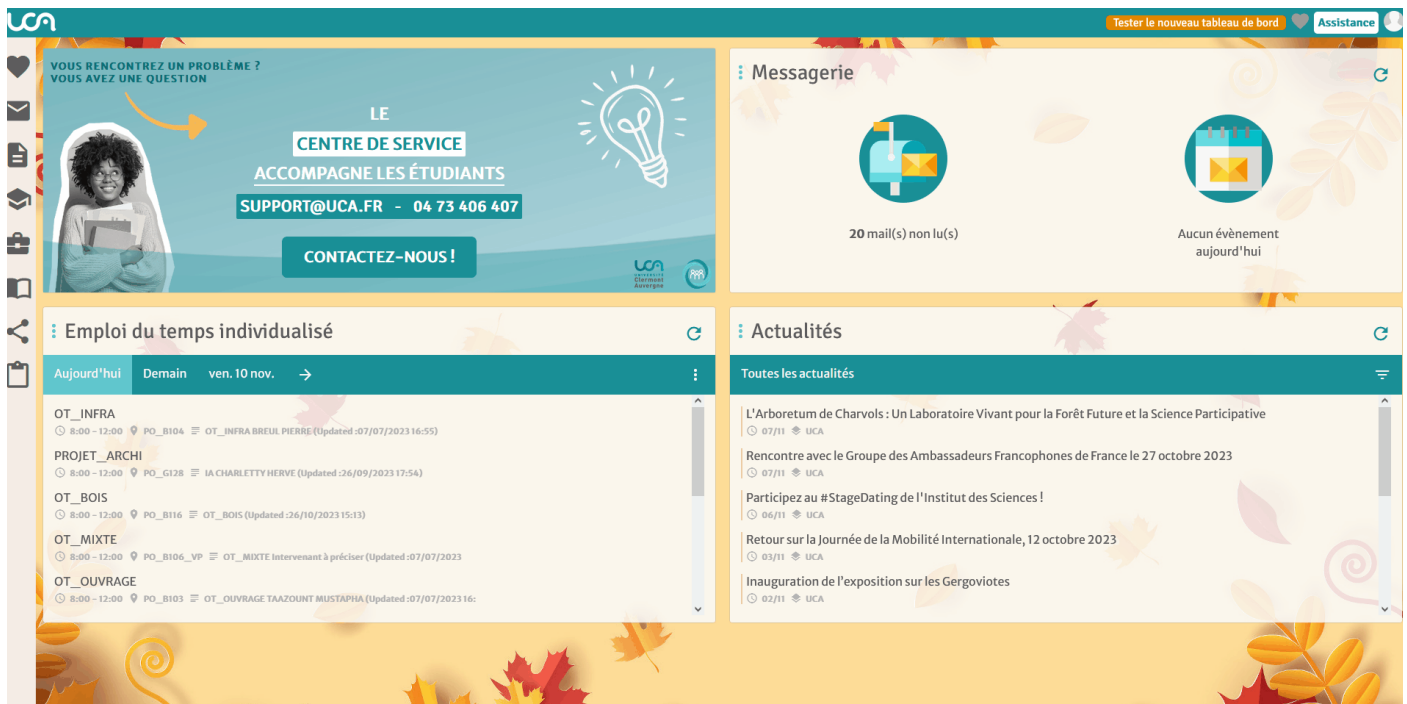 uca
Tester le nouveau tableau de bord
Assistance
VOUS RENCONTREZ UN PROBLÈME ?
VOUS AVEZ UNE QUESTION
LE
CENTRE DE SERVICE
ACCOMPAGNE LES ÉTUDIANTS
SUPPORT@UCA.FR - 04 73 406 407
CONTACTEZ-NOUS !
UCA
UNIVERSITÉ
Clermont
Auvergne
Messagerie
20 mail(s) non lu(s)
Aucun évènement
aujourd'hui
Emploi du temps individualisé
Aujourd'hui Demain ven. 10 nov.
OT_INFRA
8:00 - 12:00 PO_B104 OT_INFRA BREUL PIERRE (Updated :07/07/2023 16:55)
PROJET_ARCHI
8:00 - 12:00 PO_G128 IA CHARLETTY HERVE (Updated :26/09/2023 17:54)
OT_BOIS
8:00 - 12:00 PO_B116 OT_BOIS (Updated :26/10/2023 15:13)
OT_MIXTE
8:00 - 12:00 PO_B106_VP OT_MIXTE Intervenant à préciser (Updated :07/07/2023
OT_OUVRAGE
8:00 - 12:00 PO_B103 OT_OUVRAGE TAAZOUNT MUSTAPHA (Updated :07/07/2023 16:
Actualités
Toutes les actualités
L'Arboretum de Charvols : Un Laboratoire Vivant pour la Forêt Future et la Science Participative
07/11 UCA
Rencontre avec le Groupe des Ambassadeurs Francophones de France le 27 octobre 2023
07/11 UCA
Participez au #StageDating de l'Institut des Sciences !
06/11 UCA
Retour sur la Journée de la Mobilité Internationale, 12 octobre 2023
03/11 UCA
Inauguration de l'exposition sur les Gergoviotes
02/11 UCA